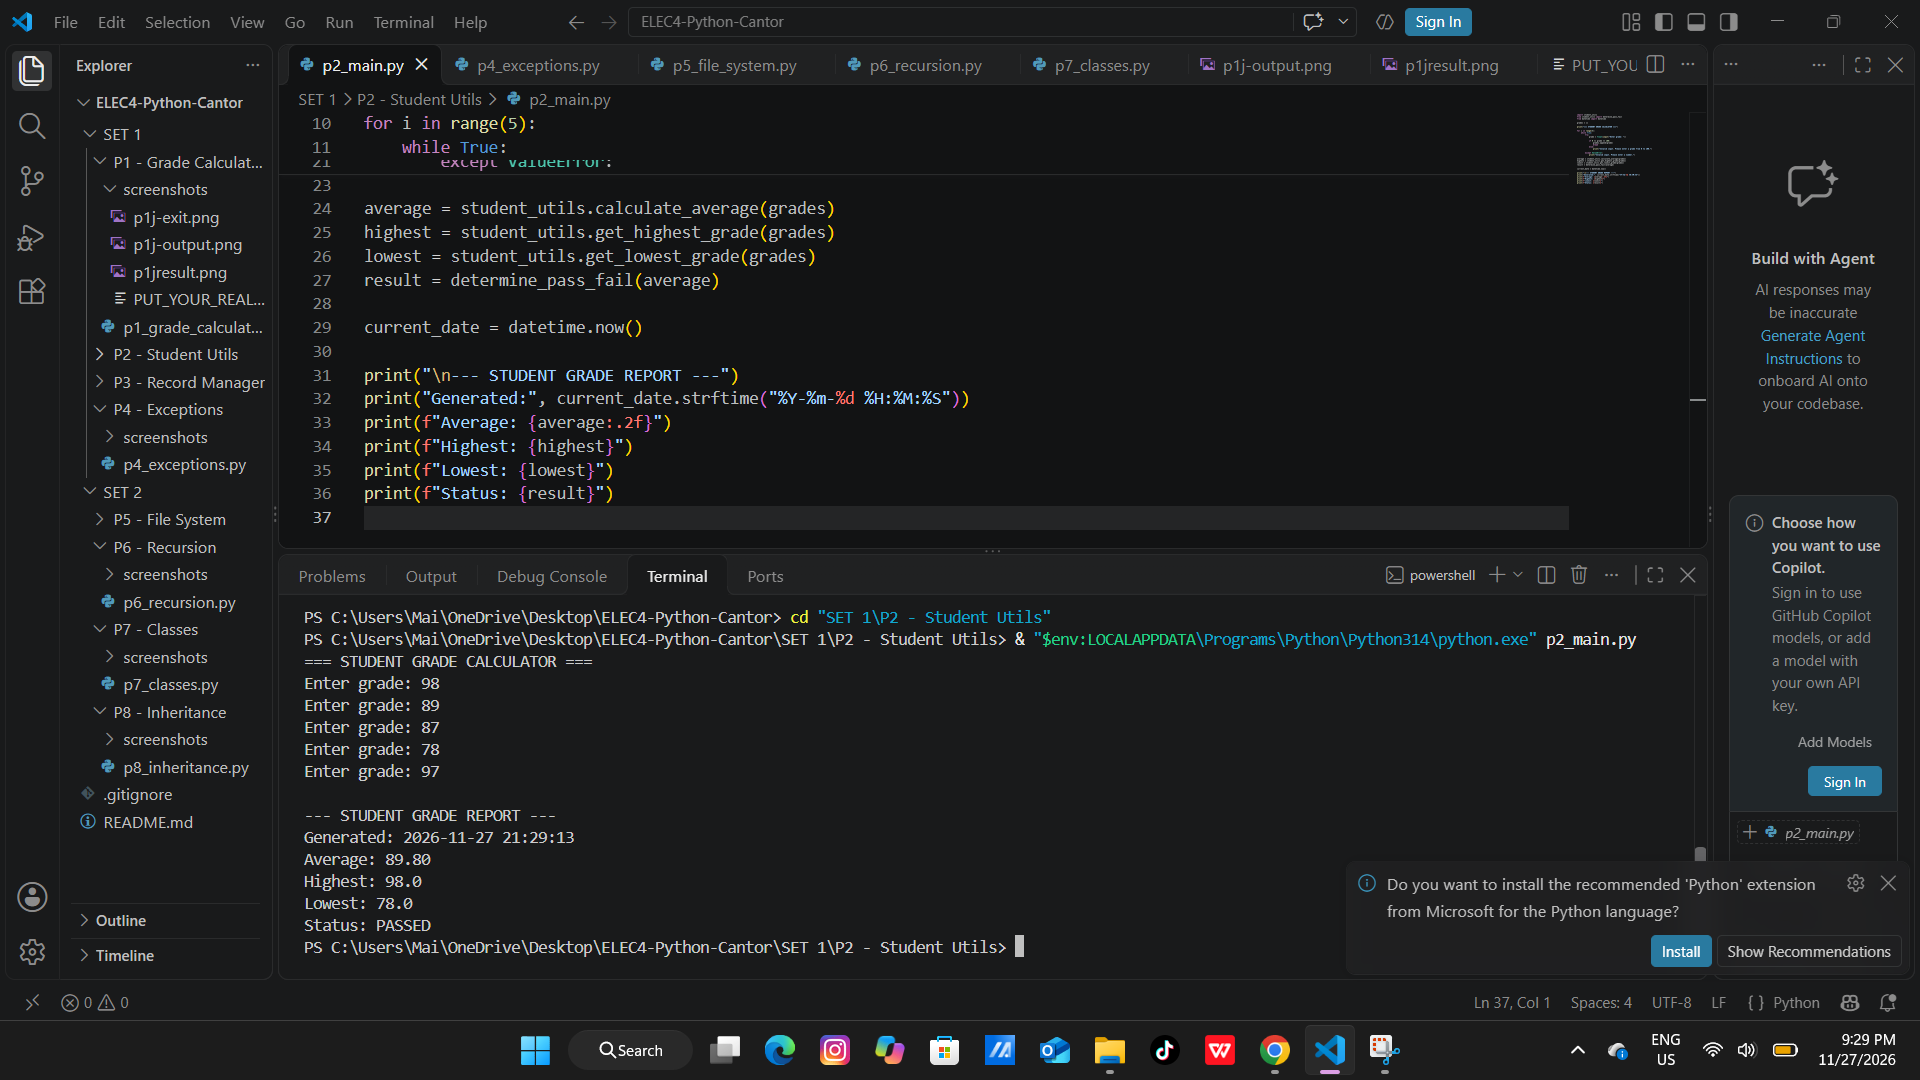 File Edit Selection View Go Run Terminal Help
ELEC4-Python-Cantor
Sign In
Explorer
ELEC4-Python-Cantor
SET 1
P1 - Grade Calculat...
screenshots
p1j-exit.png
p1j-output.png
p1jresult.png
PUT_YOUR_REAL...
p1_grade_calculat...
P2 - Student Utils
P3 - Record Manager
P4 - Exceptions
screenshots
p4_exceptions.py
SET 2
P5 - File System
P6 - Recursion
screenshots
p6_recursion.py
P7 - Classes
screenshots
p7_classes.py
P8 - Inheritance
screenshots
p8_inheritance.py
.gitignore
README.md
Outline
Timeline
p2_main.py p4_exceptions.py p5_file_system.py p6_recursion.py p7_classes.py p1j-output.png p1jresult.png PUT_YOU
SET 1 > P2 - Student Utils > p2_main.py
10 for i in range(5):
11 while True:
21 except ValueError:
23
24 average = student_utils.calculate_average(grades)
25 highest = student_utils.get_highest_grade(grades)
26 lowest = student_utils.get_lowest_grade(grades)
27 result = determine_pass_fail(average)
28
29 current_date = datetime.now()
30
31 print("\n--- STUDENT GRADE REPORT ---")
32 print("Generated:", current_date.strftime("%Y-%m-%d %H:%M:%S"))
33 print(f"Average: {average:.2f}")
34 print(f"Highest: {highest}")
35 print(f"Lowest: {lowest}")
36 print(f"Status: {result}")
37
Problems Output Debug Console Terminal Ports
powershell
PS C:\Users\Mai\OneDrive\Desktop\ELEC4-Python-Cantor> cd "SET 1\P2 - Student Utils"
PS C:\Users\Mai\OneDrive\Desktop\ELEC4-Python-Cantor\SET 1\P2 - Student Utils> & "$env:LOCALAPPDATA\Programs\Python\Python314\python.exe" p2_main.py
=== STUDENT GRADE CALCULATOR ===
Enter grade: 98
Enter grade: 89
Enter grade: 87
Enter grade: 78
Enter grade: 97
--- STUDENT GRADE REPORT ---
Generated: 2026-11-27 21:29:13
Average: 89.80
Highest: 98.0
Lowest: 78.0
Status: PASSED
PS C:\Users\Mai\OneDrive\Desktop\ELEC4-Python-Cantor\SET 1\P2 - Student Utils>
Build with Agent
AI responses may
be inaccurate
Generate Agent
Instructions to
onboard AI onto
your codebase.
Choose how
you want to use
Copilot.
Sign in to use
GitHub Copilot
models, or add
a model with
your own API
key.
Add Models
Sign In
p2_main.py
Do you want to install the recommended 'Python' extension
from Microsoft for the Python language?
Install
Show Recommendations
0 0
Ln 37, Col 1 Spaces: 4 UTF-8 LF { } Python
Search
ENG
US
9:29 PM
11/27/2026